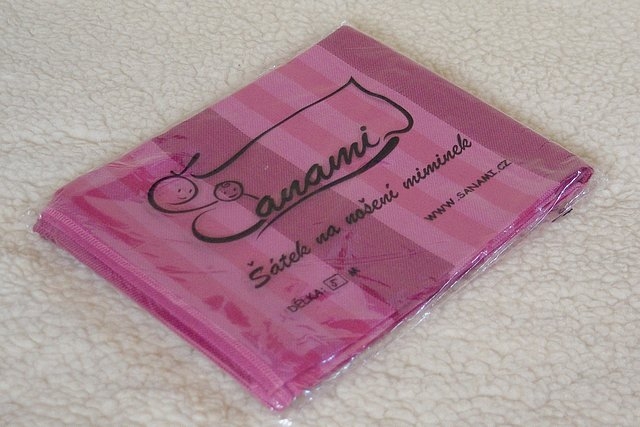 Sanami
Šátek na nošení miminek
WWW.SANAMI.CZ
DÉLKA: 5 M